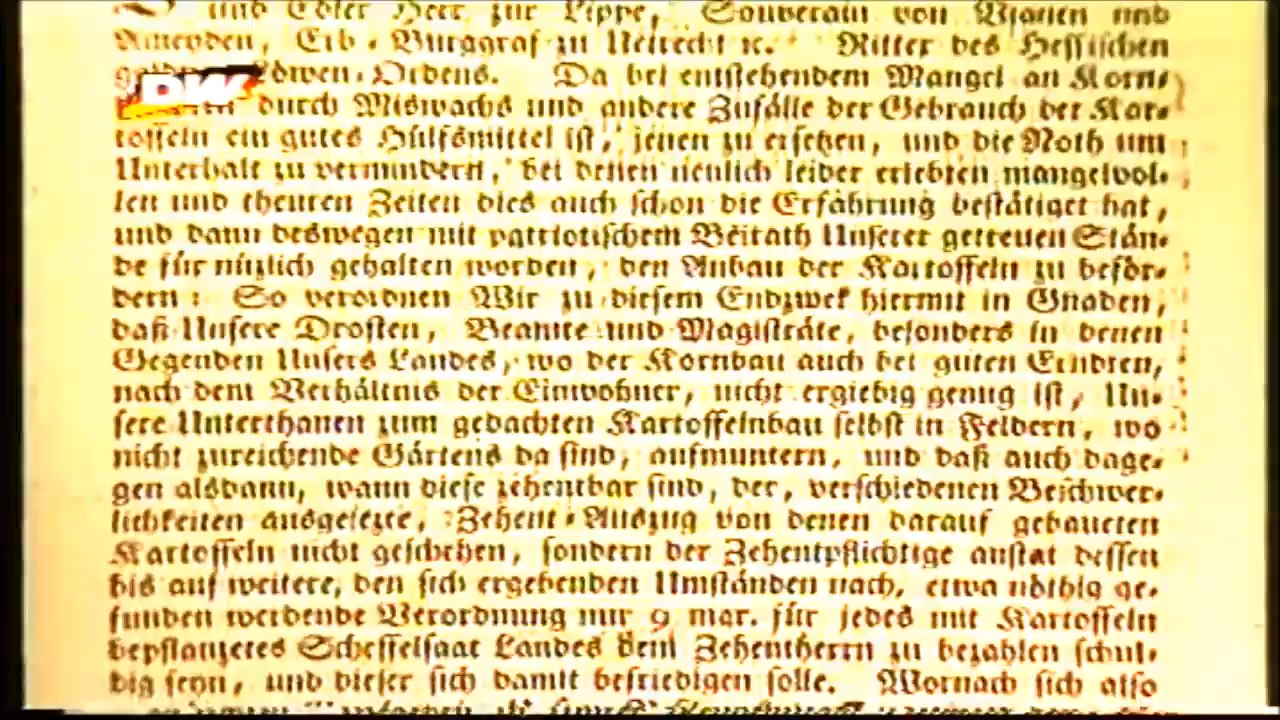 und Edler Herr zur Lippe, Souverain von Vianen und
Ameyden, Erb-Burggraf zu Utrecht ꝛc. Ritter des Hessischen
Löwen-Ordens. Da bei entstehendem Mangel an Korn-
DW
durch Miswachs und andere Zufälle der Gebrauch der Kar-
toffeln ein gutes Hülfsmittel ist, jenen zu ersetzen, und die Noth um
Unterhalt zu vermindern, bei denen neulich leider erlebten mangelvol-
len und theuren Zeiten dies auch schon die Erfahrung bestätiget hat,
und dann deswegen mit patriotischem Beirath Unserer getreuen Stän-
de für nüzlich gehalten worden, den Anbau der Kartoffeln zu beför-
dern: So verordnen Wir zu diesem Endzwek hiermit in Gnaden,
daß Unsere Drosten, Beamte und Magisträte, besonders in denen
Gegenden Unsers Landes, wo der Kornbau auch bei guten Erndten,
nach dem Verhältnis der Einwohner, nicht ergiebig genug ist, Un-
sere Unterthanen zum gedachten Kartoffelnbau selbst in Feldern, wo
nicht zureichende Gärtens da sind, aufmuntern, und daß auch dage-
gen alsdann, wann diese zehentbar sind, der, verschiedenen Beschwer-
lichkeiten ausgesezte, Zehent-Auszug von denen darauf gebaueten
Kartoffeln nicht geschehen, sondern der Zehentpflichtige anstat dessen
bis auf weitere, den sich ergebenden Umständen nach, etwa nöthig ge-
funden werdende Verordnung nur 9 mgr. für jedes mit Kartoffeln
bepflanzetes Scheffelsaat Landes dem Zehentherrn zu bezahlen schul-
dig seyn, und dieser sich damit befriedigen solle. Wornach sich also